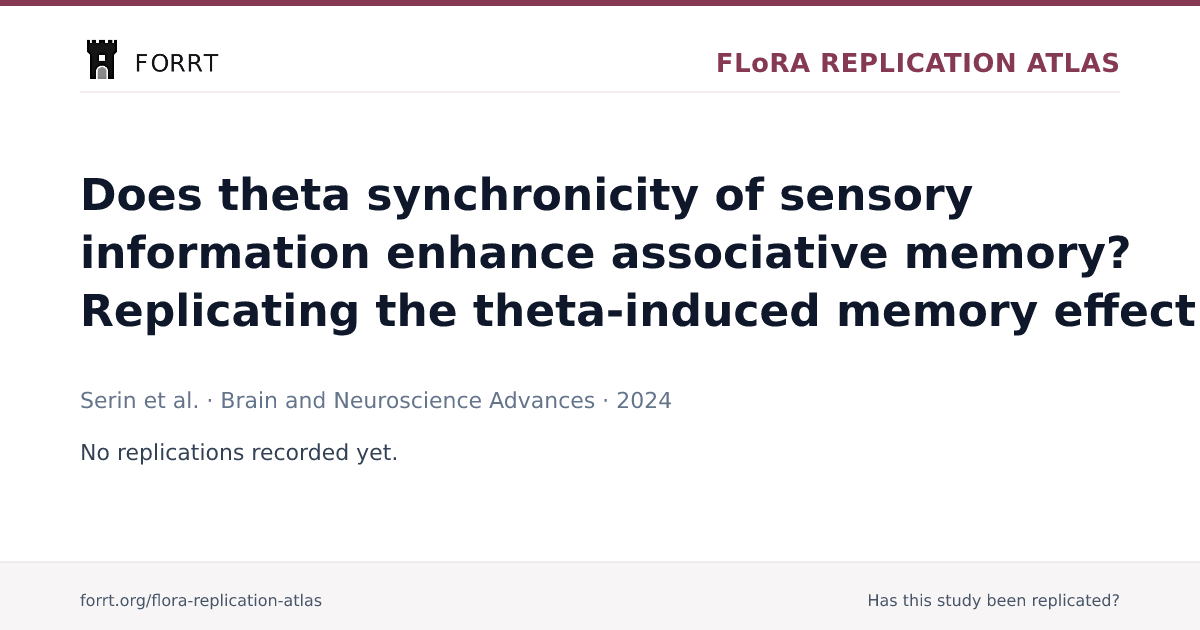 FORRT
FLoRA REPLICATION ATLAS
Does theta synchronicity of sensory
information enhance associative memory?
Replicating the theta-induced memory effect
Serin et al. · Brain and Neuroscience Advances · 2024
No replications recorded yet.
forrt.org/flora-replication-atlas
Has this study been replicated?